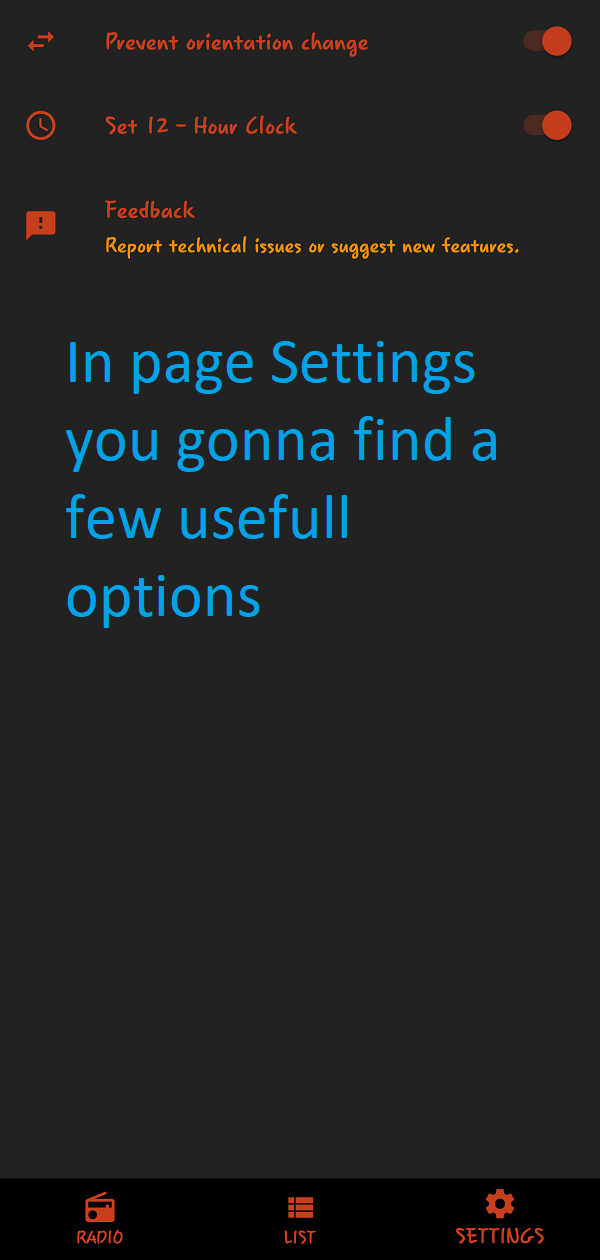 Prevent orientation change
Set 12 - Hour Clock
Feedback
Report technical issues or suggest new features.
In page Settings
you gonna find a
few usefull
options
RADIO
LIST
SETTINGS